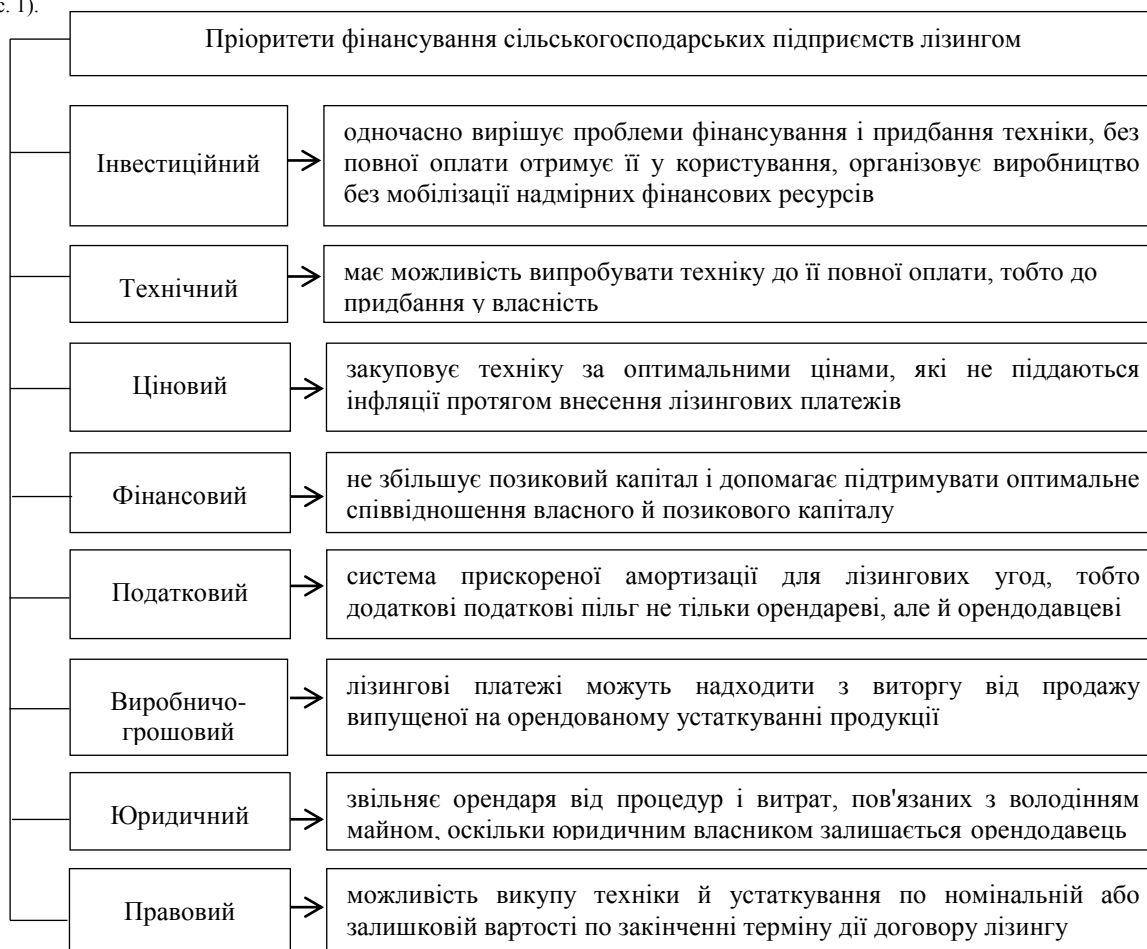 с. 1).
Пріоритети фінансування сільськогосподарських підприємств лізингом
Інвестиційний
одночасно вирішує проблеми фінансування і придбання техніки, без
повної оплати отримує її у користування, організовує виробництво
без мобілізації надмірних фінансових ресурсів
Технічний
має можливість випробувати техніку до її повної оплати, тобто до
придбання у власність
Ціновий
закуповує техніку за оптимальними цінами, які не піддаються
інфляції протягом внесення лізингових платежів
Фінансовий
не збільшує позиковий капітал і допомагає підтримувати оптимальне
співвідношення власного й позикового капіталу
Податковий
система прискореної амортизації для лізингових угод, тобто
додаткові податкові пільг не тільки орендареві, але й орендодавцеві
Виробничо-
грошовий
лізингові платежі можуть надходити з виторгу від продажу
випущеної на орендованому устаткуванні продукції
Юридичний
звільняє орендаря від процедур і витрат, пов'язаних з володінням
майном, оскільки юридичним власником залишається орендодавець
Правовий
можливість викупу техніки й устаткування по номінальній або
залишковій вартості по закінченні терміну дії договору лізингу